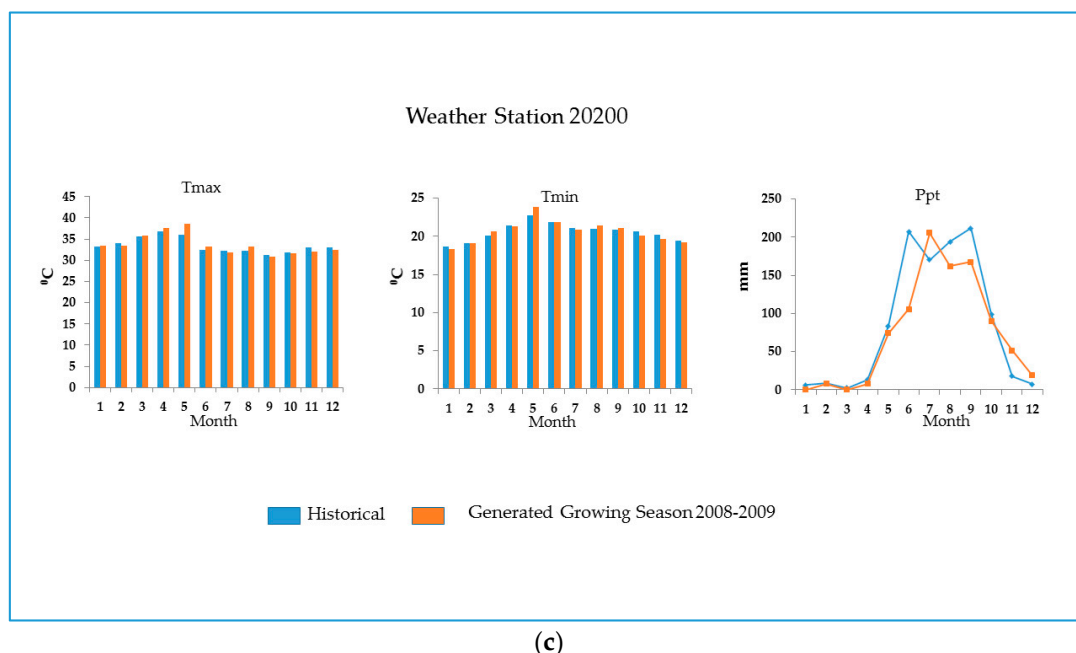 Weather Station 20200
Tmax
45
40
35
30
25
20
15
10
5
0
⁰C
1 2 3 4 5 6 7 8 9 10 11 12
Month
Tmin
25
20
15
10
5
0
⁰C
1 2 3 4 5 6 7 8 9 10 11 12
Month
Ppt
250
200
150
100
50
0
mm
1 2 3 4 5 6 7 8 9 10 11 12
Month
Historical Generated Growing Season 2008-2009
(c)